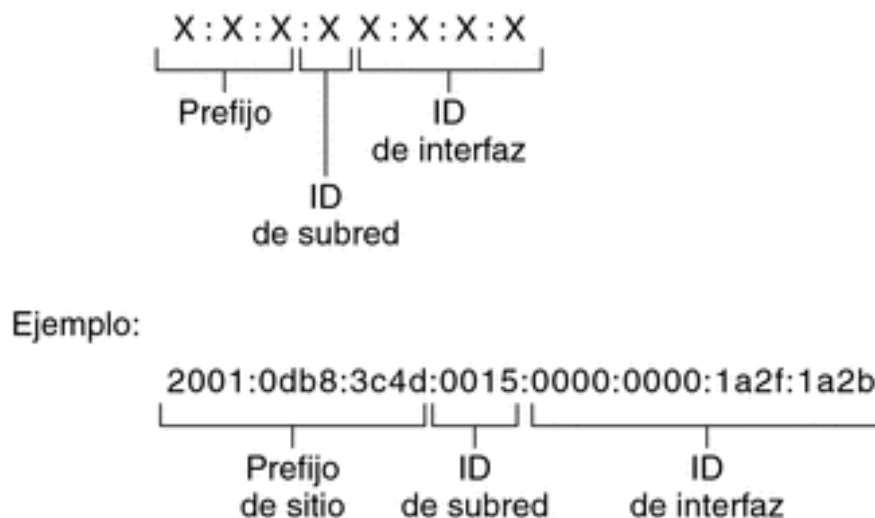 X:X:X:X X:X:X:X
Prefijo
ID
de interfaz
ID
de subred
Ejemplo:
2001:0db8:3c4d:0015:0000:0000:1a2f:1a2b
Prefijo
de sitio
ID
de subred
ID
de interfaz